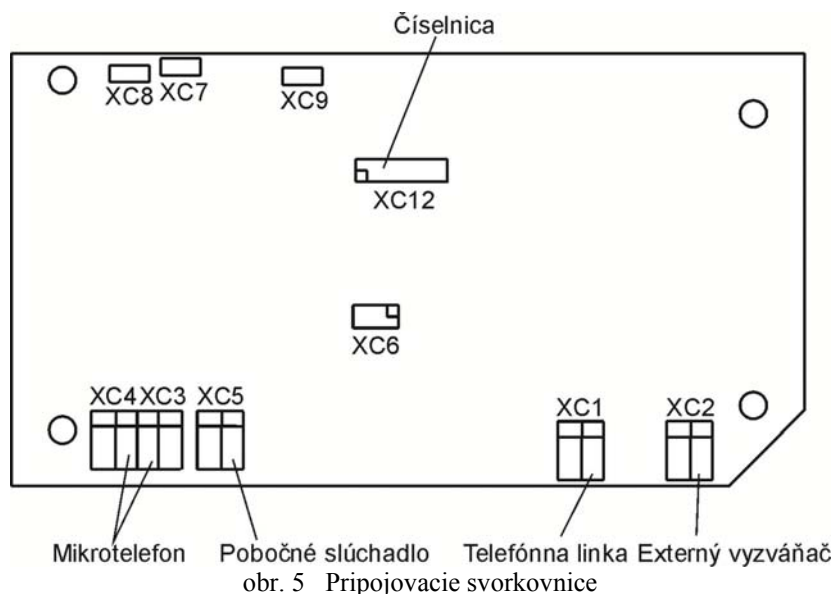 Číselnica
XC8 XC7 XC9
XC12
XC6
XC4 XC3 XC5 XC1 XC2
Mikrotelefon Pobočné slúchadlo Telefónna linka Externý vyzváňač
obr. 5 Pripojovacie svorkovnice